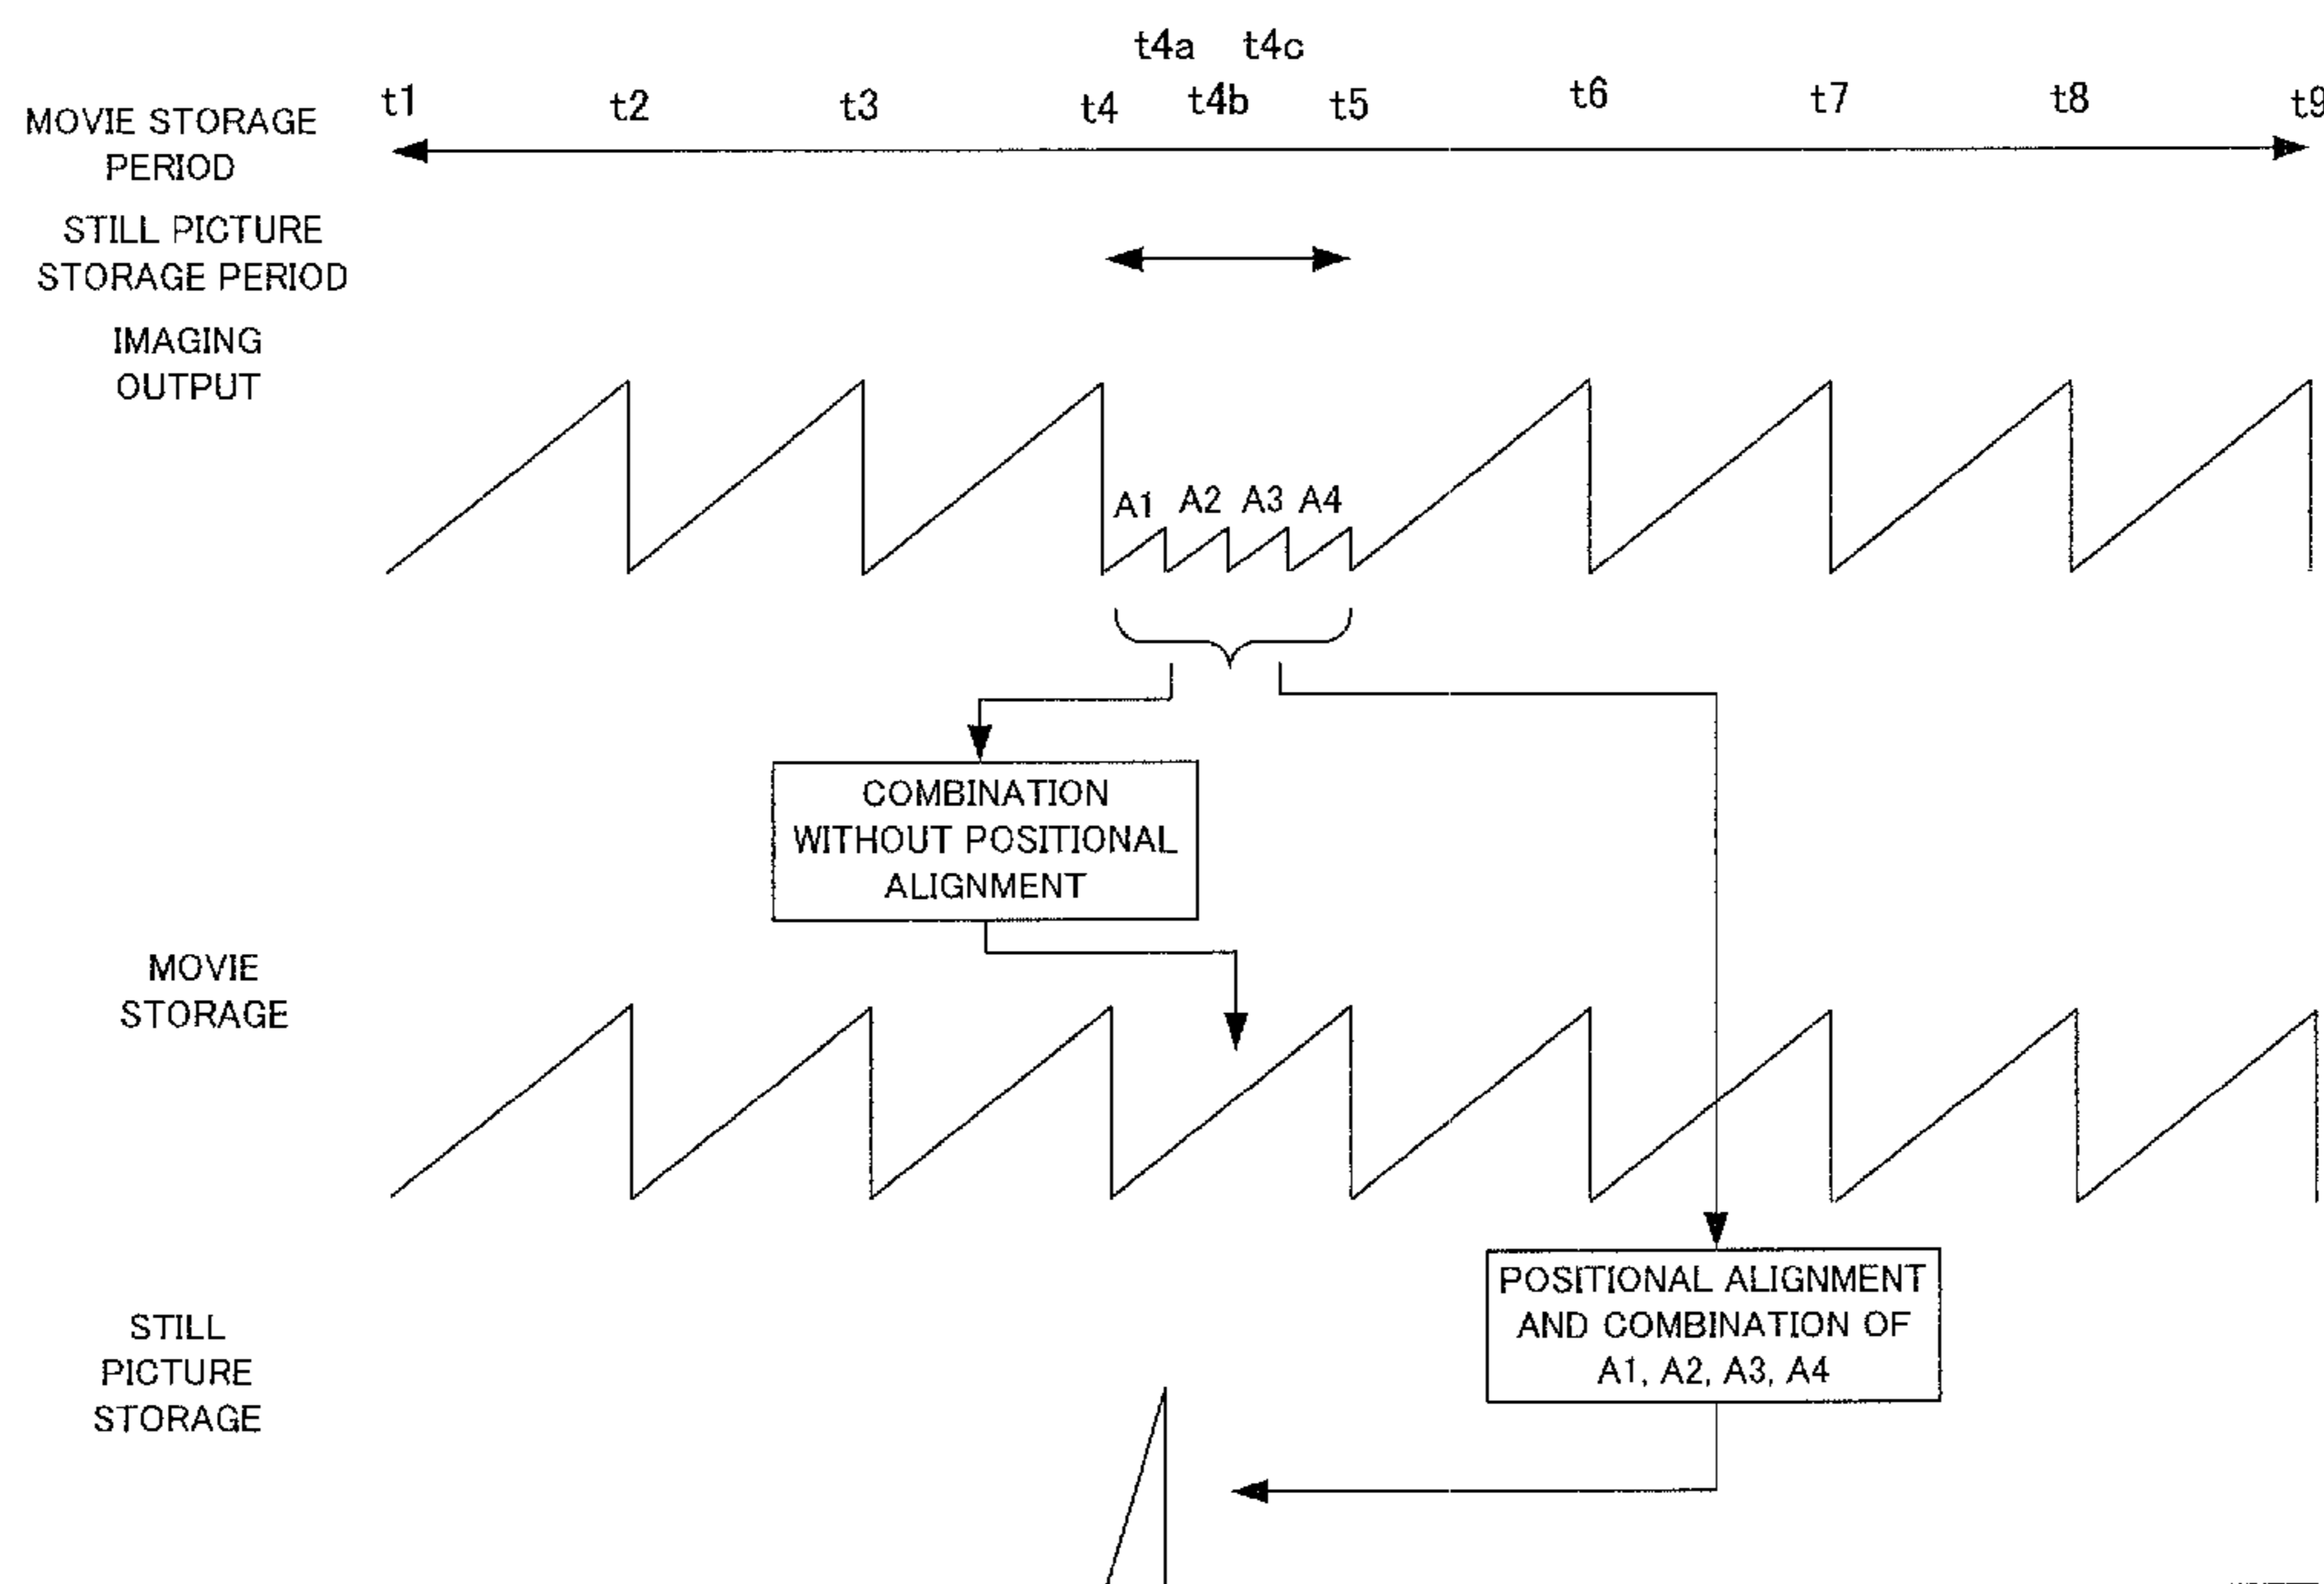 t4a t4c
t1 t2 t3 t4 t4b t5 t6 t7 t8 t9
MOVIE STORAGE
PERIOD
STILL PICTURE
STORAGE PERIOD
IMAGING
OUTPUT
A1 A2 A3 A4
COMBINATION
WITHOUT POSITIONAL
ALIGNMENT
MOVIE
STORAGE
POSITIONAL ALIGNMENT
AND COMBINATION OF
A1, A2, A3, A4
STILL
PICTURE
STORAGE